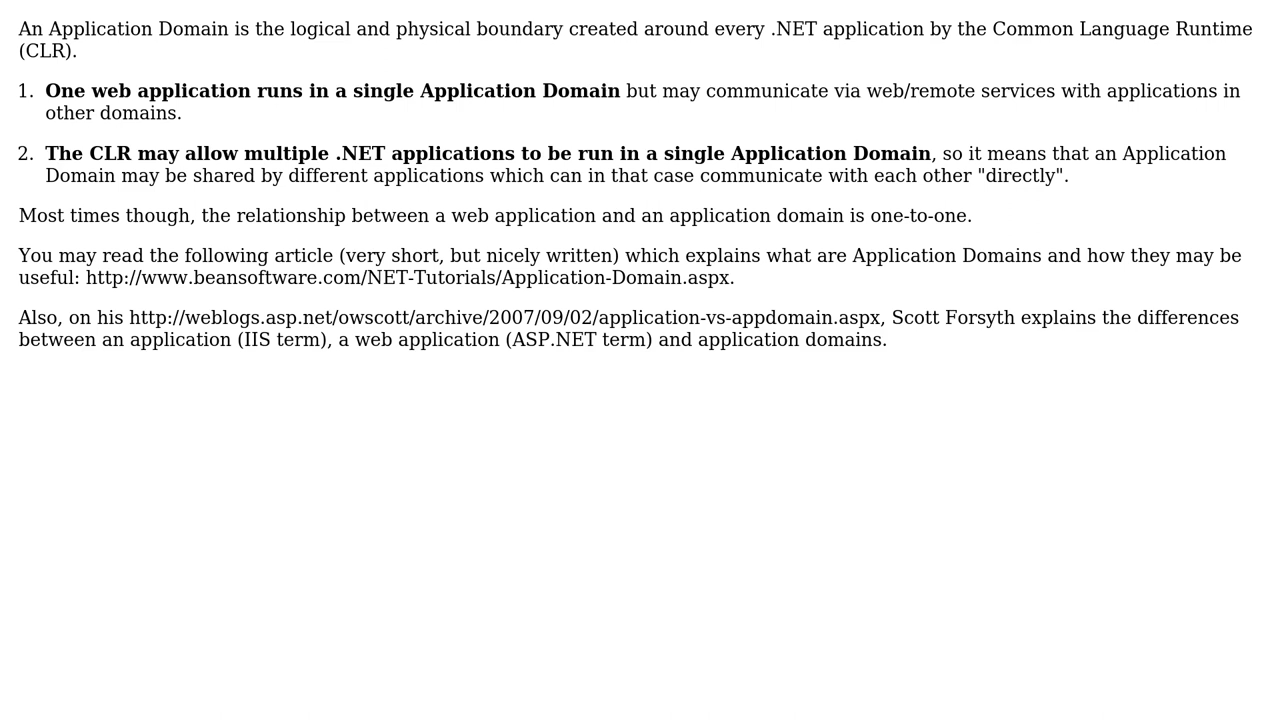 An Application Domain is the logical and physical boundary created around every .NET application by the Common Language Runtime
(CLR).
1. One web application runs in a single Application Domain but may communicate via web/remote services with applications in
other domains.
2. The CLR may allow multiple .NET applications to be run in a single Application Domain, so it means that an Application
Domain may be shared by different applications which can in that case communicate with each other "directly".
Most times though, the relationship between a web application and an application domain is one-to-one.
You may read the following article (very short, but nicely written) which explains what are Application Domains and how they may be
useful: http://www.beansoftware.com/NET-Tutorials/Application-Domain.aspx.
Also, on his http://weblogs.asp.net/owscott/archive/2007/09/02/application-vs-appdomain.aspx, Scott Forsyth explains the differences
between an application (IIS term), a web application (ASP.NET term) and application domains.